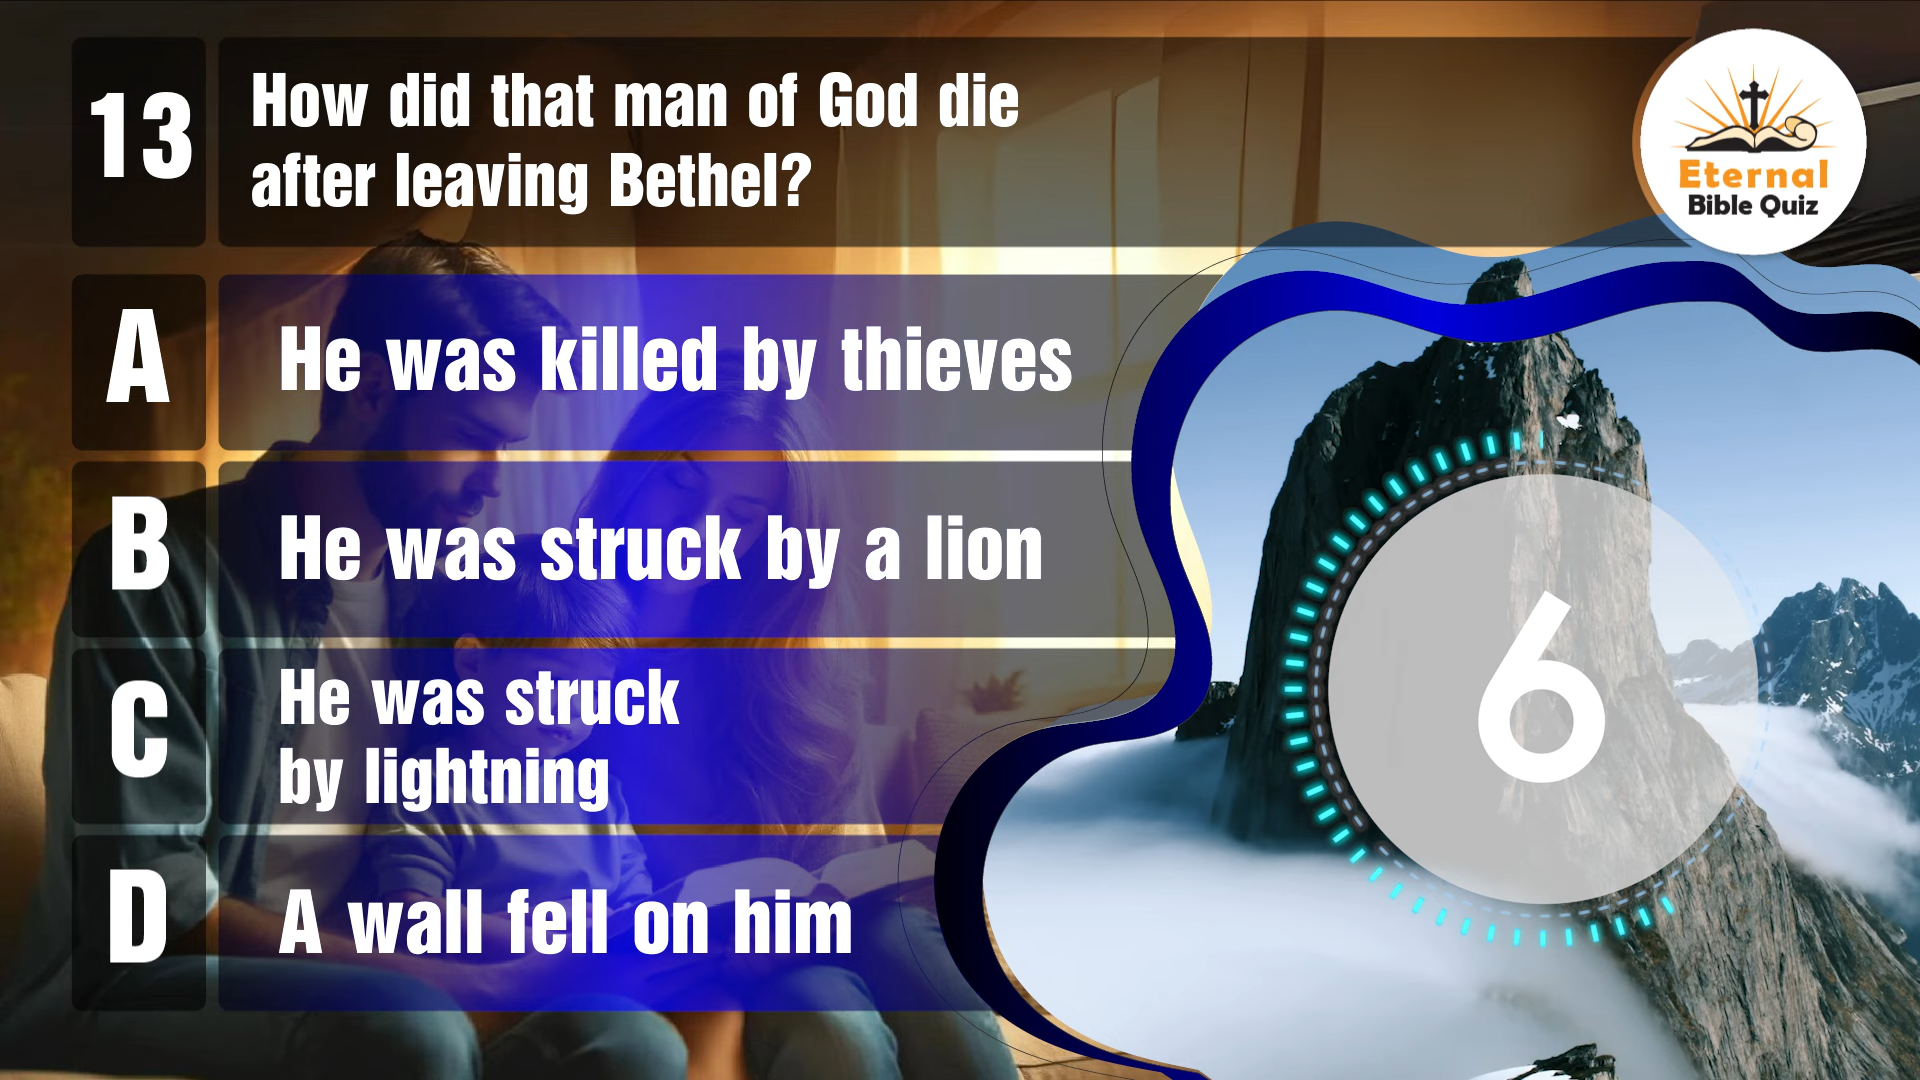 13
How did that man of God die
after leaving Bethel?
Eternal
Bible Quiz
A
He was killed by thieves
B
He was struck by a lion
C
He was struck
by lightning
D
A wall fell on him
6